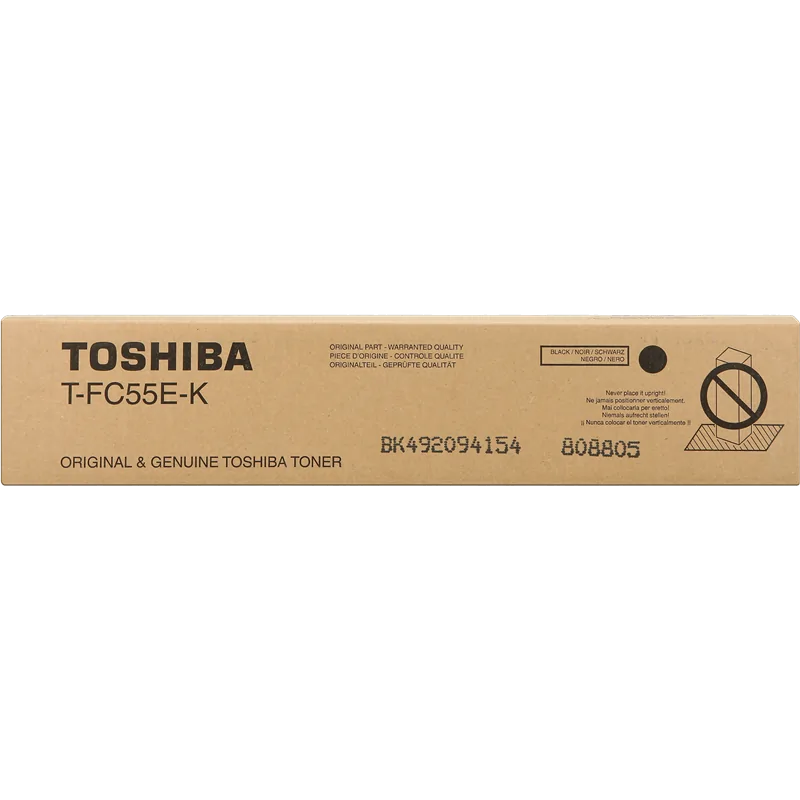 TOSHIBA
T-FC55E-K
ORIGINAL & GENUINE TOSHIBA TONER
ORIGINAL PART - WARRANTED QUALITY
PIECE D'ORIGINE - CONTROLE QUALITE
ORIGINALTEIL - GEPRÜFTE QUALITÄT
BK492094154
808805
BLACK / NOIR / SCHWARZ
NEGRO / NERO
Never place it upright!
Ne jamais positionner verticalement.
Mai collocarla per eretto!
Niemals aufrecht stellen!
¡¡ Nunca colocar el toner verticalmente !!